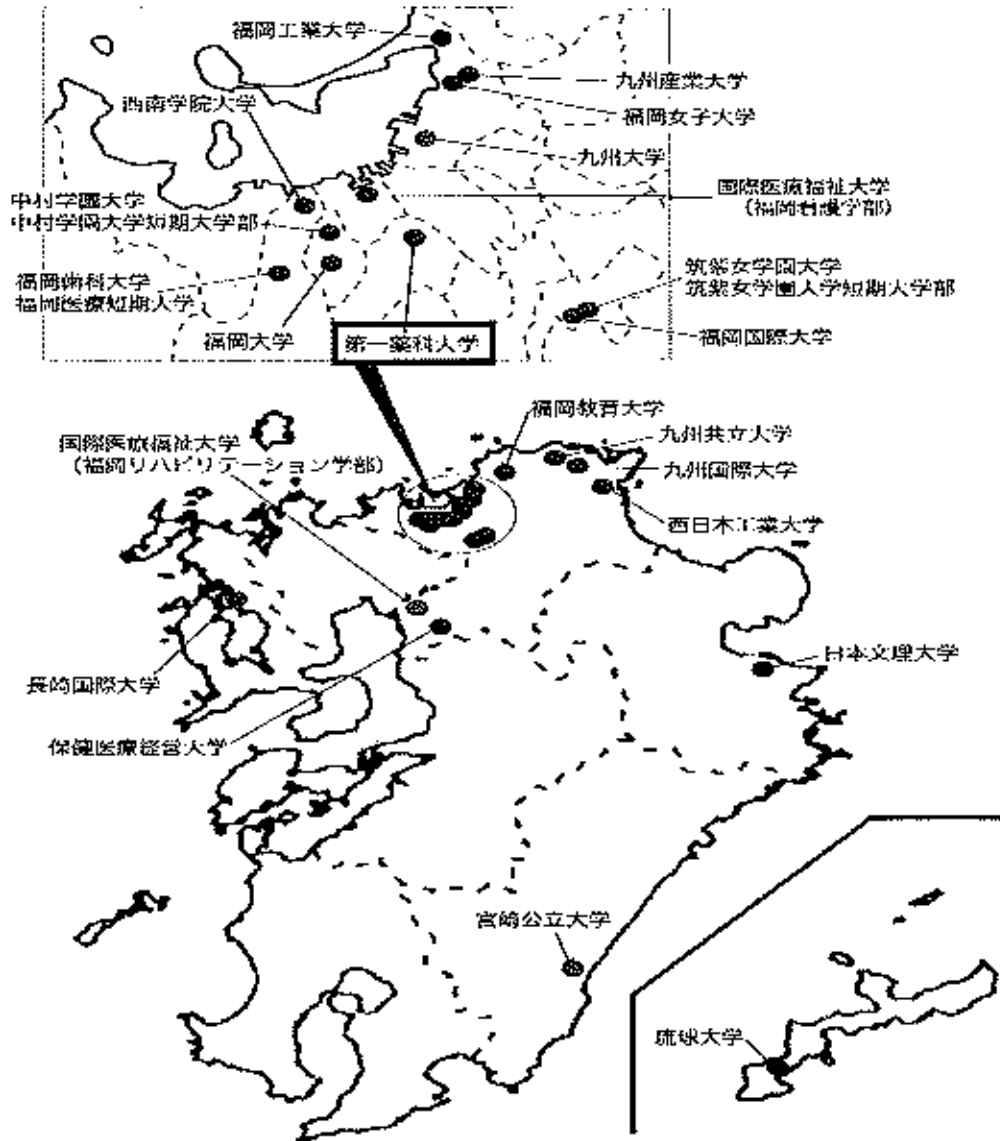 福岡工業大学
九州産業大学
西南学院大学
福岡女子大学
九州大学
国際医療福祉大学
（福岡看護学部）
中村学園大学
中村学園大学短期大学部
筑紫女学園大学
筑紫女学園大学短期大学部
福岡歯科大学
福岡医療短期大学
福岡大学
第一薬科大学
福岡国際大学
福岡教育大学
九州共立大学
国際医療福祉大学
（福岡リハビリテーション学部）
九州国際大学
西日本工業大学
日本文理大学
長崎国際大学
保健医療経営大学
宮崎公立大学
琉球大学